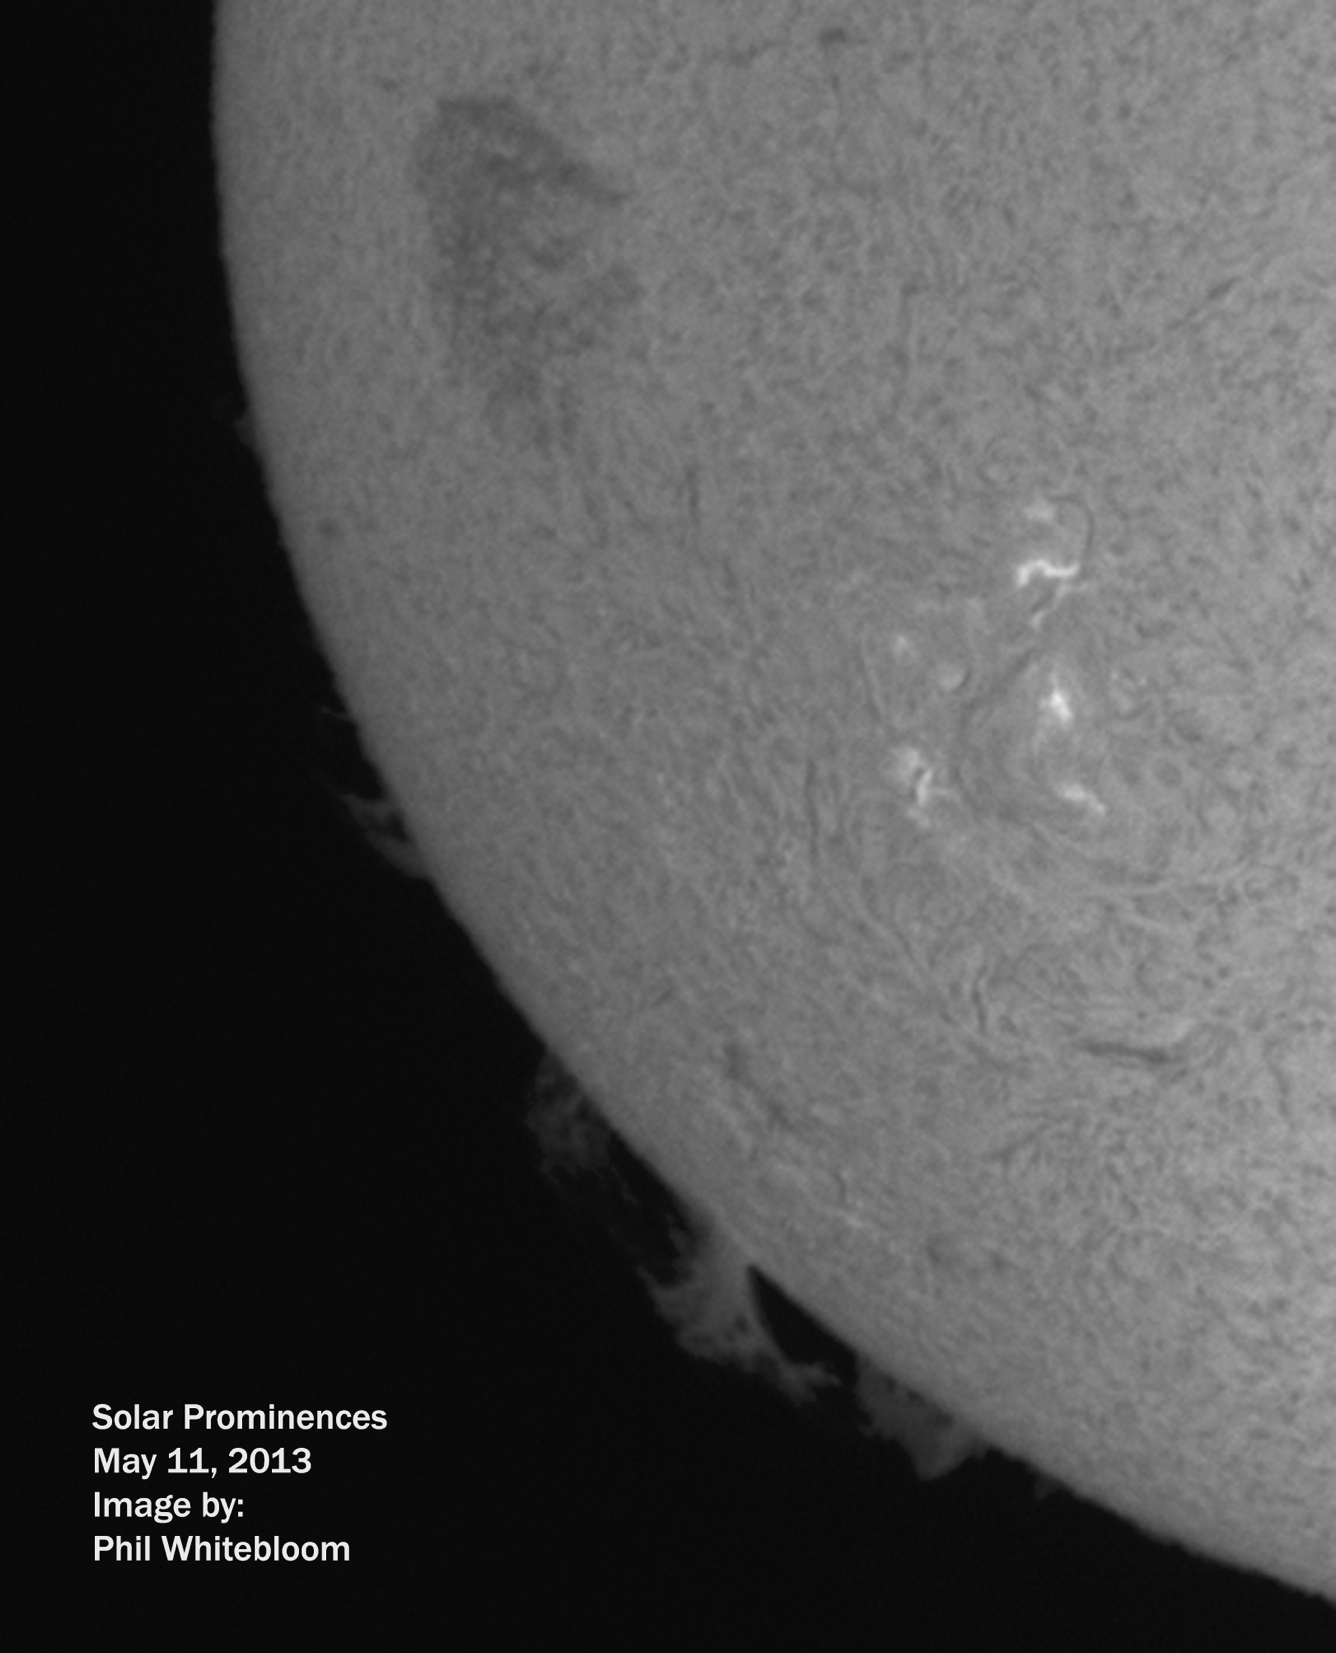 Solar Prominences
May 11, 2013
Image by:
Phil Whitebloom